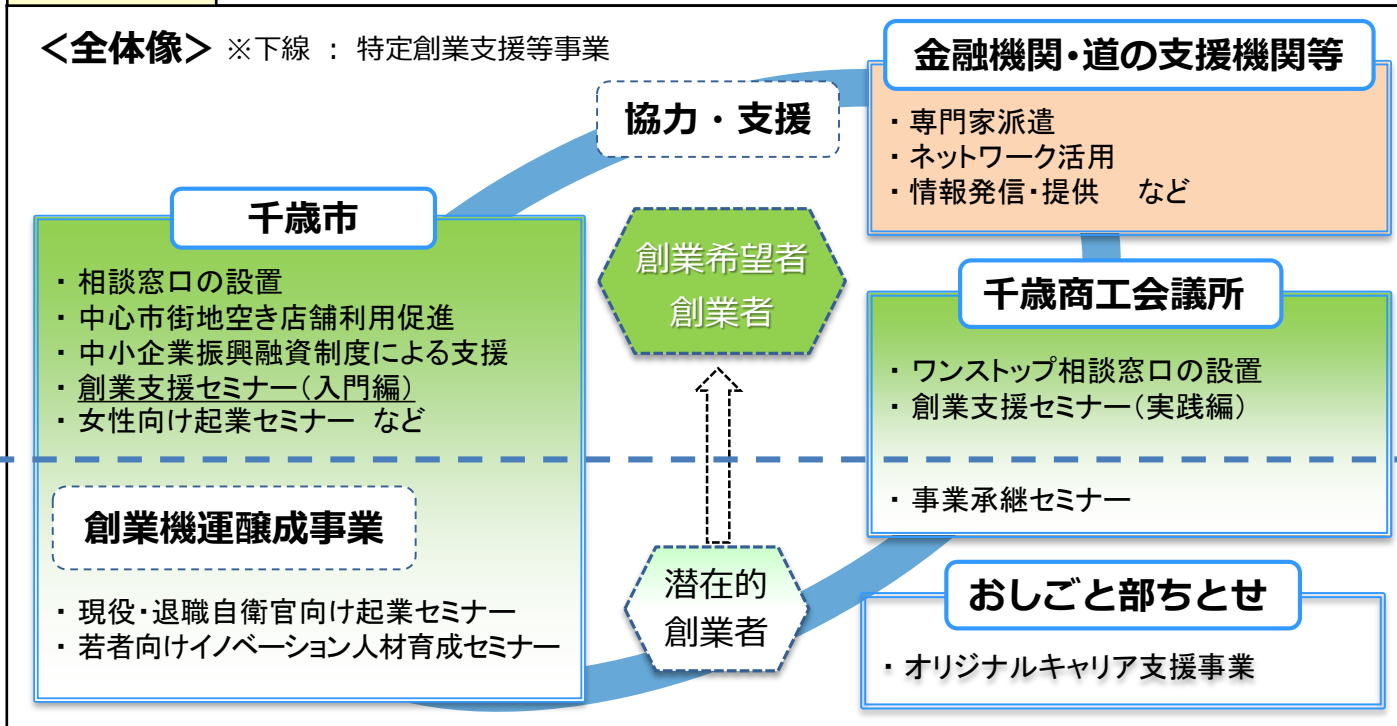 ＜全体像＞ ※下線 ： 特定創業支援等事業
協力・支援
金融機関・道の支援機関等
・専門家派遣
・ネットワーク活用
・情報発信・提供　など
千歳市
・相談窓口の設置
・中心市街地空き店舗利用促進
・中小企業振興融資制度による支援
・創業支援セミナー（入門編）
・女性向け起業セミナー など
創業機運醸成事業
・現役・退職自衛官向け起業セミナー
・若者向けイノベーション人材育成セミナー
創業希望者
創業者
潜在的
創業者
千歳商工会議所
・ワンストップ相談窓口の設置
・創業支援セミナー（実践編）
・事業承継セミナー
おしごと部ちとせ
・オリジナルキャリア支援事業